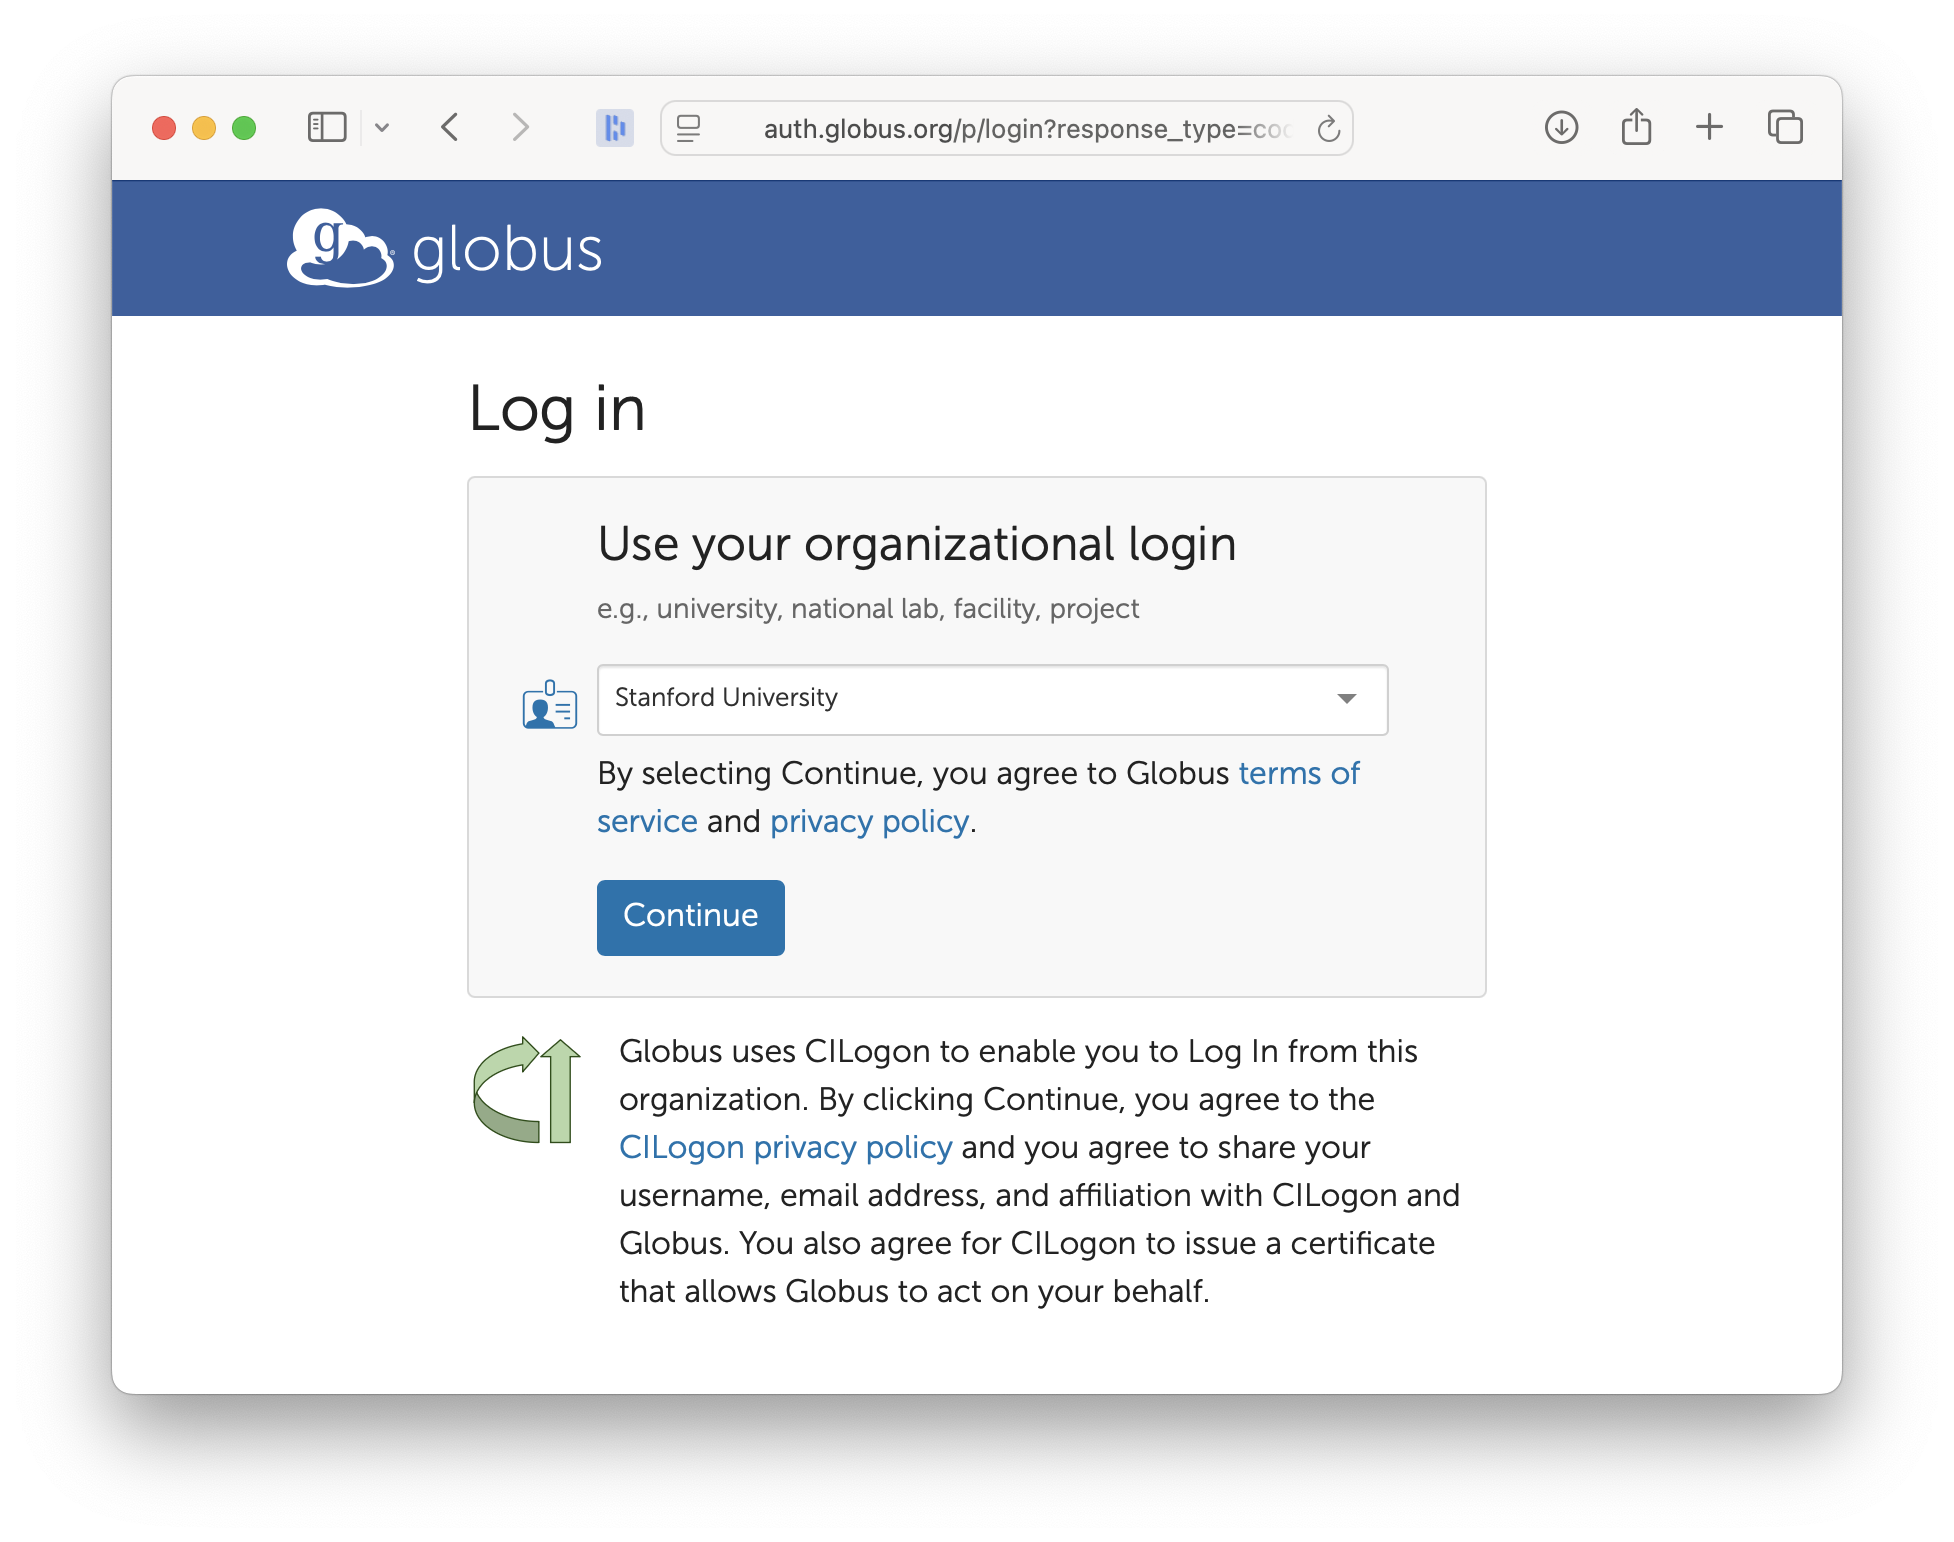 auth.globus.org/p/login?response_type=co
g globus
Log in
Use your organizational login
e.g., university, national lab, facility, project
Stanford University
By selecting Continue, you agree to Globus terms of
service and privacy policy.
Continue
Globus uses CILogon to enable you to Log In from this
organization. By clicking Continue, you agree to the
CILogon privacy policy and you agree to share your
username, email address, and affiliation with CILogon and
Globus. You also agree for CILogon to issue a certificate
that allows Globus to act on your behalf.